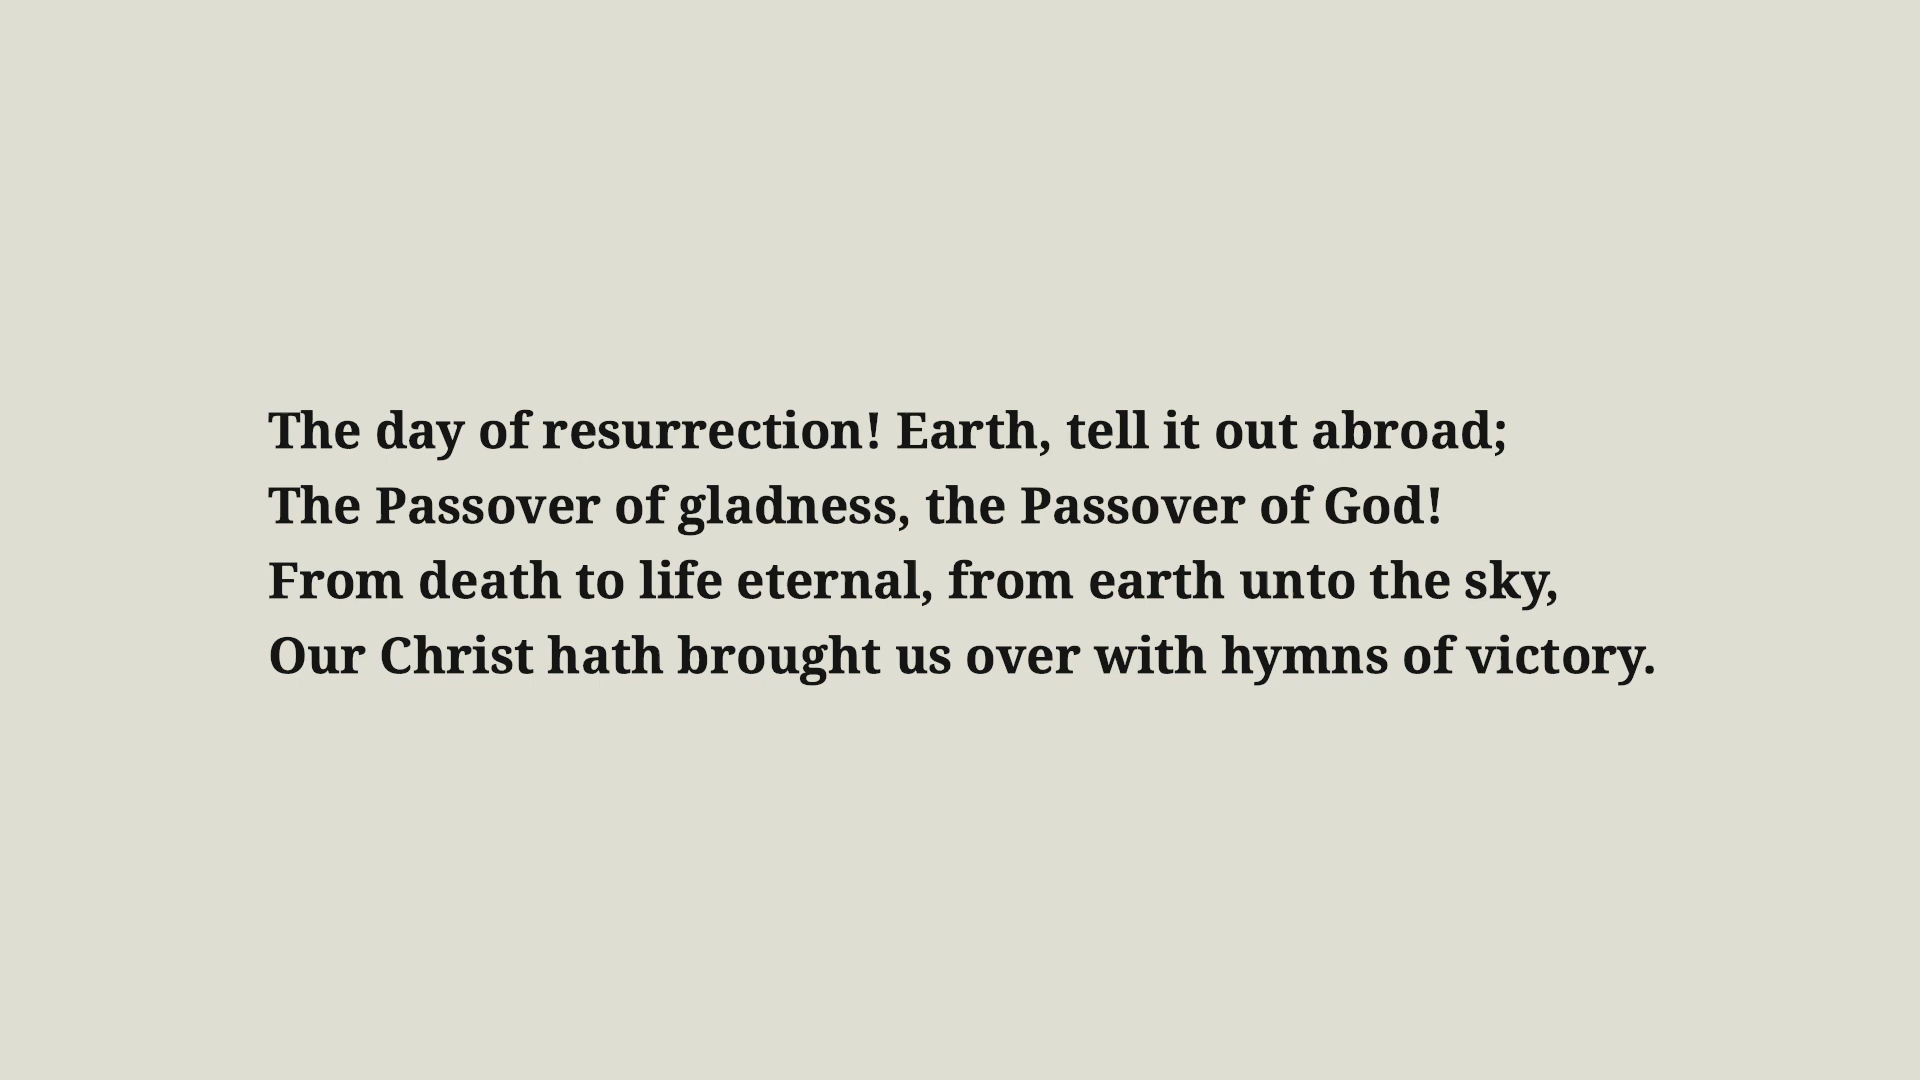 The day of resurrection! Earth, tell it out abroad;
The Passover of gladness, the Passover of God!
From death to life eternal, from earth unto the sky,
Our Christ hath brought us over with hymns of victory.